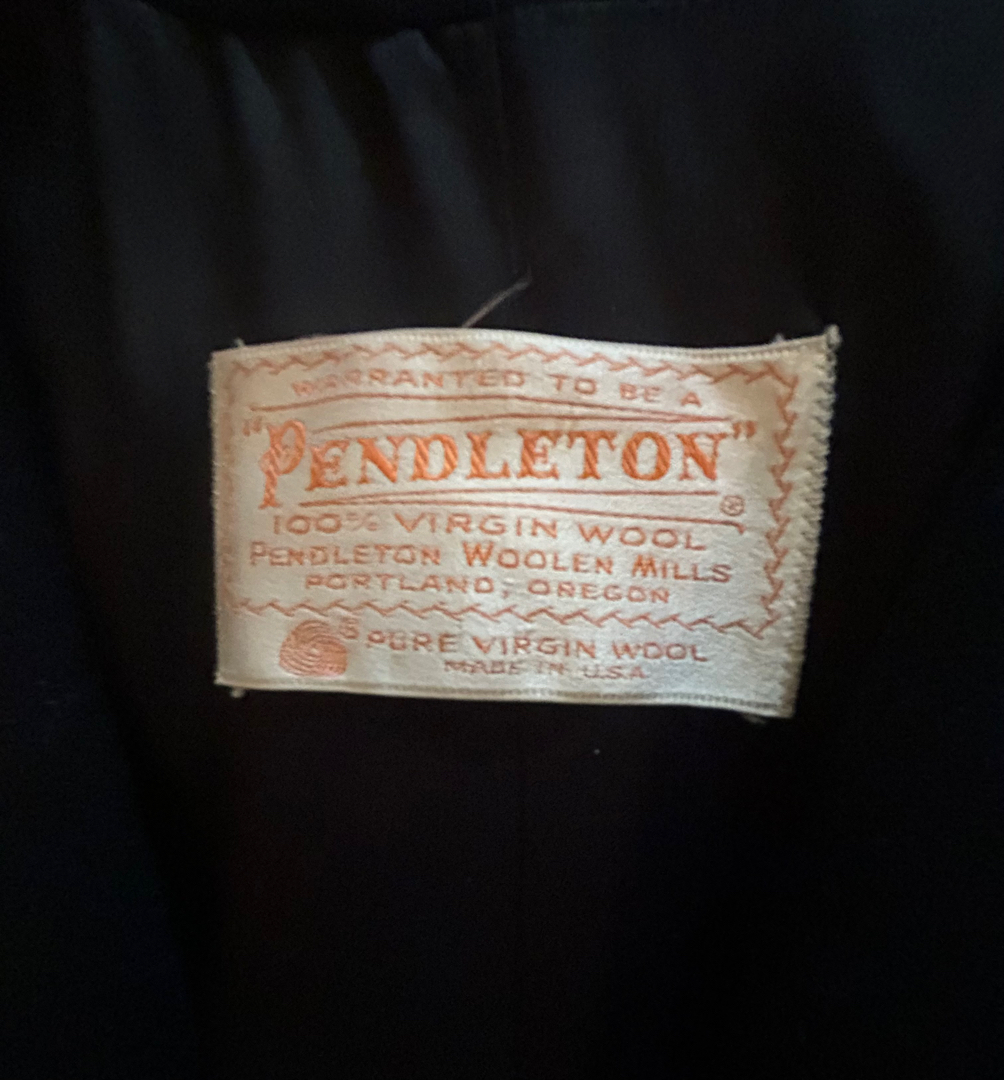 WARRANTED TO BE A
"PENDLETON"®
100% VIRGIN WOOL
PENDLETON WOOLEN MILLS
PORTLAND, OREGON
PURE VIRGIN WOOL
MADE IN U.S.A.